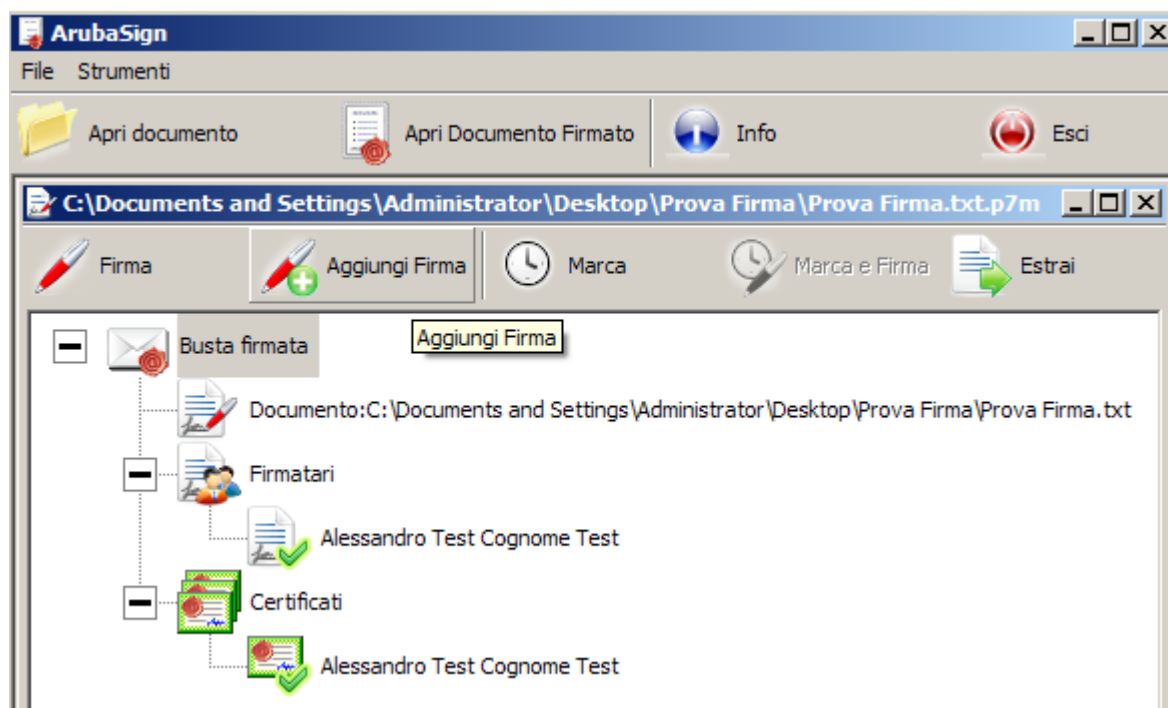 ArubaSign
File Strumenti
Apri documento Apri Documento Firmato Info Esci
C:\Documents and Settings\Administrator\Desktop\Prova Firma\Prova Firma.txt.p7m
Firma Aggiungi Firma Marca Marca e Firma Estrai
Aggiungi Firma
Busta firmata
Documento:C:\Documents and Settings\Administrator\Desktop\Prova Firma\Prova Firma.txt
Firmatari
Alessandro Test Cognome Test
Certificati
Alessandro Test Cognome Test